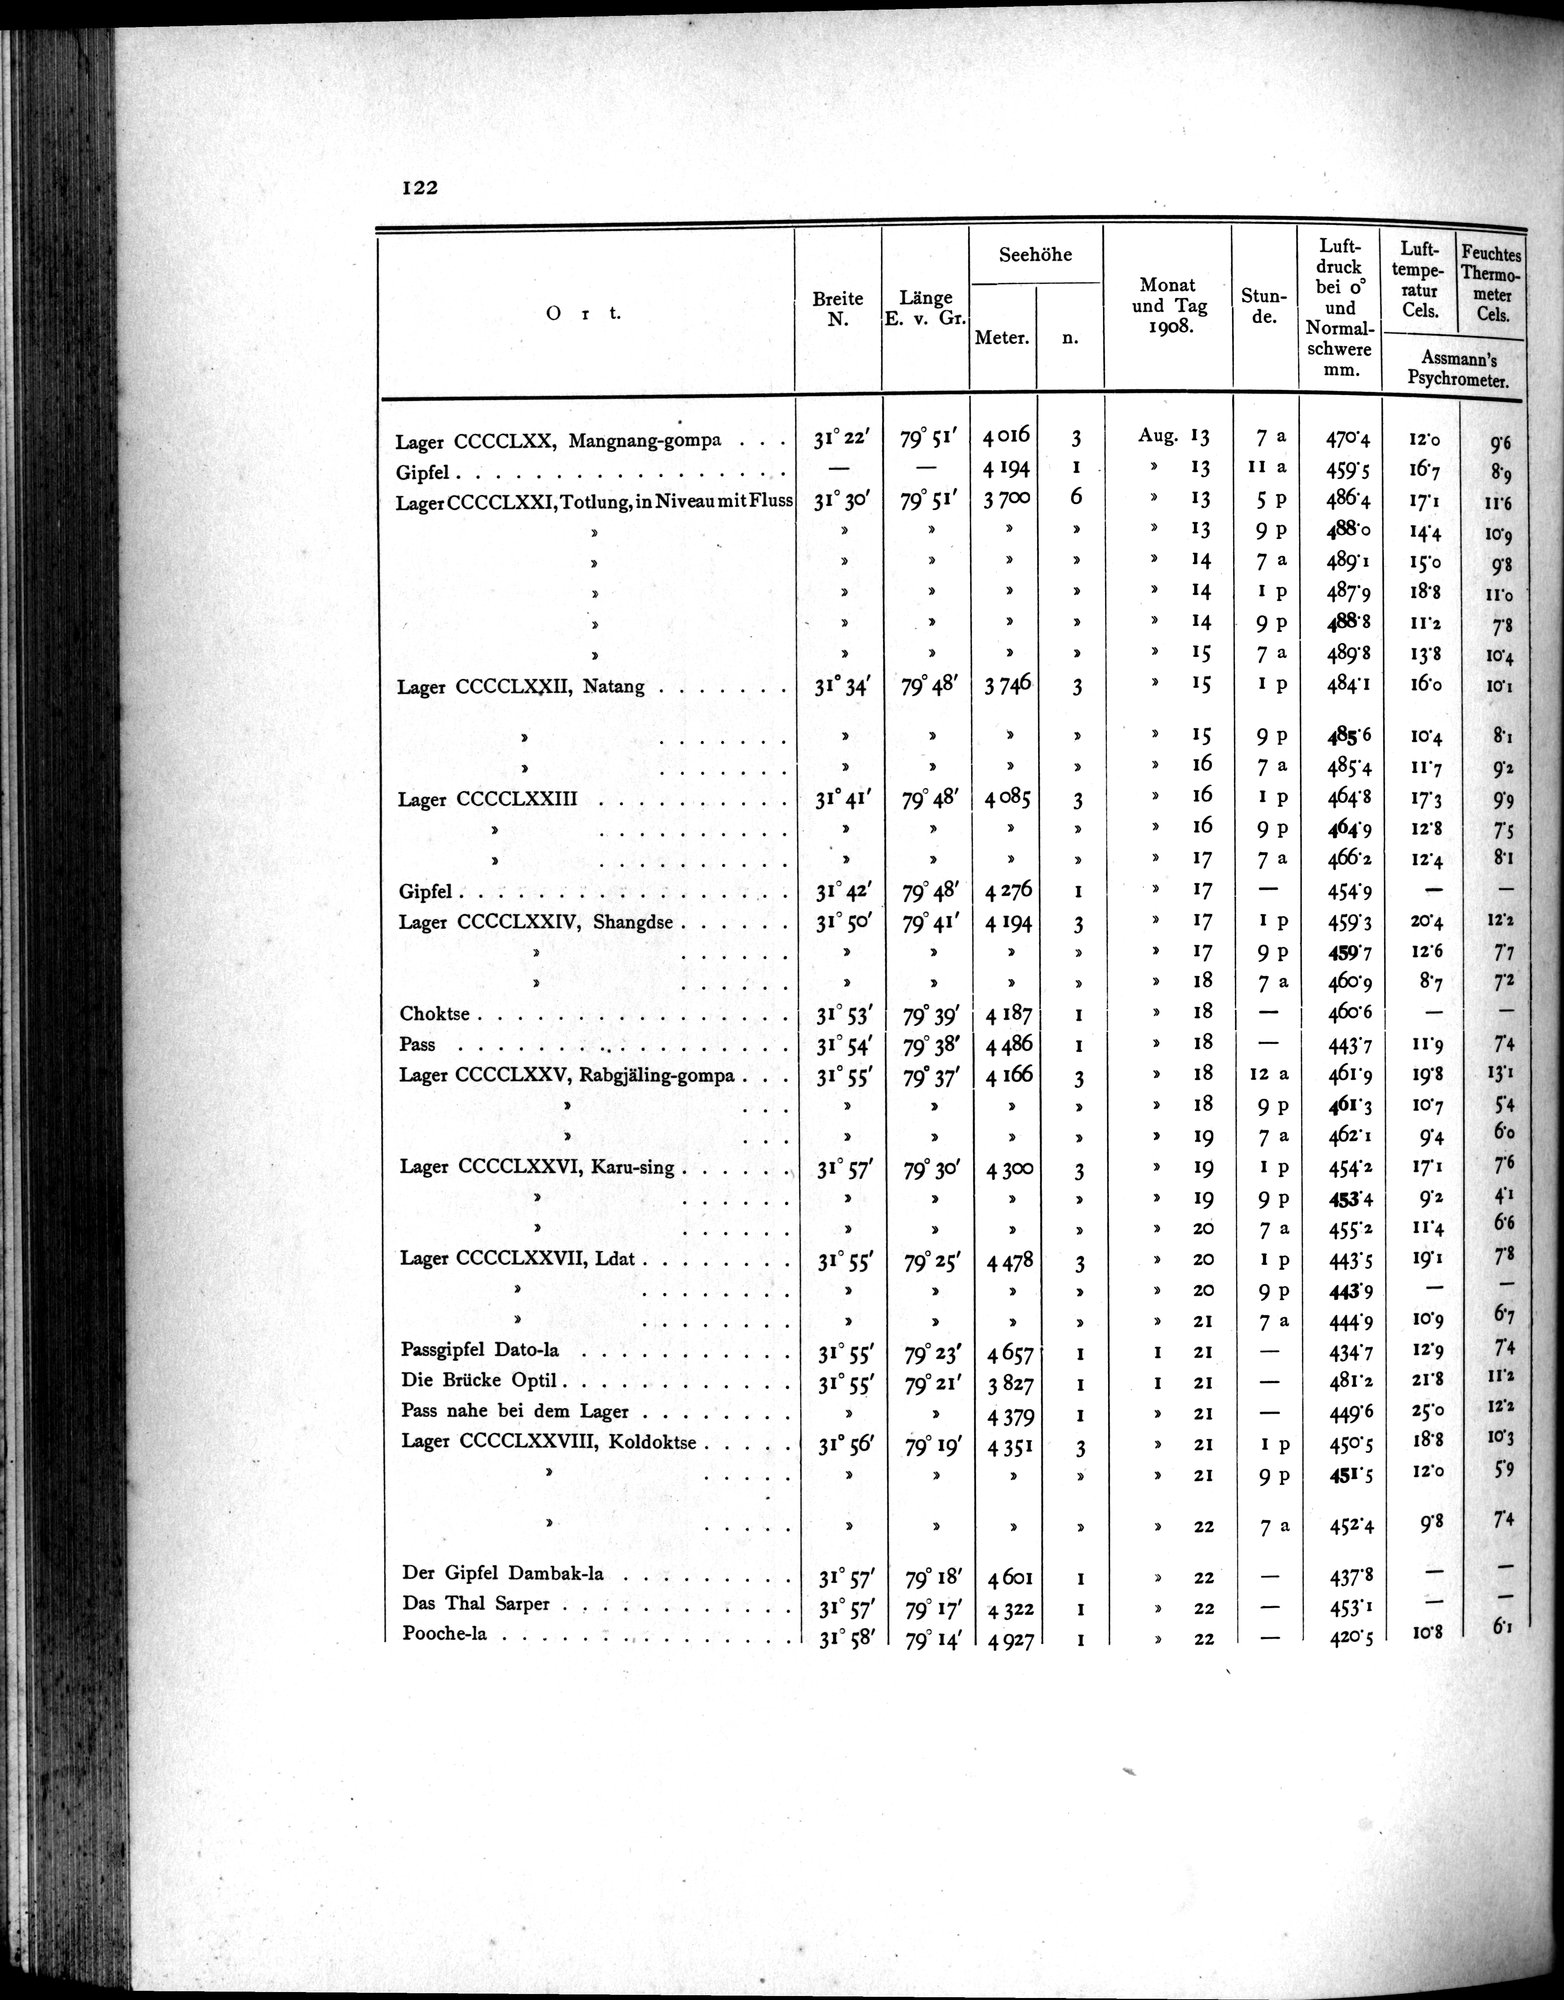 122
Ort. Breite N. Länge E. v. Gr. Seehöhe Meter. n. Monat und Tag 1908. Stun-de. Luft-druck bei 0° und Normal-schwere mm. Luft-tempe-ratur Cels. Feuchtes Thermo-meter Cels. Assmann's Psychrometer.
Lager CCCCLXX, Mangnang-gompa . . . 31° 22′ 79° 51′ 4 016 3 Aug. 13 7 a 470·4 12·0 9·6
Gipfel . . . . . . . . . . . . . . . . . — — 4 194 1 » 13 11 a 459·5 16·7 8·9
Lager CCCCLXXI, Totlung, in Niveau mit Fluss 31° 30′ 79° 51′ 3 700 6 » 13 5 p 486·4 17·1 11·6
» » » » » » 13 9 p 488·0 14·4 10·9
» » » » » » 14 7 a 489·1 15·0 9·8
» » » » » » 14 1 p 487·9 18·8 11·0
» » » » » » 14 9 p 488·8 11·2 7·8
» » » » » » 15 7 a 489·8 13·8 10·4
Lager CCCCLXXII, Natang . . . . . . . 31° 34′ 79° 48′ 3 746 3 » 15 1 p 484·1 16·0 10·1
» . . . . . . . » » » » » 15 9 p 485·6 10·4 8·1
» . . . . . . . » » » » » 16 7 a 485·4 11·7 9·2
Lager CCCCLXXIII . . . . . . . . . . 31° 41′ 79° 48′ 4 085 3 » 16 1 p 464·8 17·3 9·9
» . . . . . . . . . . » » » » » 16 9 p 464·9 12·8 7·5
» . . . . . . . . . . » » » » » 17 7 a 466·2 12·4 8·1
Gipfel . . . . . . . . . . . . . . . . . 31° 42′ 79° 48′ 4 276 1 » 17 — 454·9 — —
Lager CCCCLXXIV, Shangdse . . . . . . 31° 50′ 79° 41′ 4 194 3 » 17 1 p 459·3 20·4 12·2
» . . . . . . » » » » » 17 9 p 459·7 12·6 7·7
» . . . . . . » » » » » 18 7 a 460·9 8·7 7·2
Choktse . . . . . . . . . . . . . . . . 31° 53′ 79° 39′ 4 187 1 » 18 — 460·6 — —
Pass . . . . . . . . . . . . . . . . . 31° 54′ 79° 38′ 4 486 1 » 18 — 443·7 11·9 7·4
Lager CCCCLXXV, Rabgjäling-gompa . . . 31° 55′ 79° 37′ 4 166 3 » 18 12 a 461·9 19·8 13·1
» . . . » » » » » 18 9 p 461·3 10·7 5·4
» . . . » » » » » 19 7 a 462·1 9·4 6·0
Lager CCCCLXXVI, Karu-sing . . . . . . 31° 57′ 79° 30′ 4 300 3 » 19 1 p 454·2 17·1 7·6
» . . . . . . » » » » » 19 9 p 453·4 9·2 4·1
» . . . . . . » » » » » 20 7 a 455·2 11·4 6·6
Lager CCCCLXXVII, Ldat . . . . . . . . 31° 55′ 79° 25′ 4 478 3 » 20 1 p 443·5 19·1 7·8
» . . . . . . . . » » » » » 20 9 p 443·9 — —
» . . . . . . . . » » » » » 21 7 a 444·9 10·9 6·7
Passgipfel Dato-la . . . . . . . . . . . 31° 55′ 79° 23′ 4 657 1 1 21 — 434·7 12·9 7·4
Die Brücke Optil . . . . . . . . . . . . 31° 55′ 79° 21′ 3 827 1 1 21 — 481·2 21·8 11·2
Pass nahe bei dem Lager . . . . . . . . » » 4 379 1 » 21 — 449·6 25·0 12·2
Lager CCCCLXXVIII, Koldoktse . . . . . 31° 56′ 79° 19′ 4 351 3 » 21 1 p 450·5 18·8 10·3
» . . . . . » » » » » 21 9 p 451·5 12·0 5·9
» . . . . . » » » » » 22 7 a 452·4 9·8 7·4
Der Gipfel Dambak-la . . . . . . . . . 31° 57′ 79° 18′ 4 601 1 » 22 — 437·8 — —
Das Thal Sarper . . . . . . . . . . . . 31° 57′ 79° 17′ 4 322 1 » 22 — 453·1 — —
Pooche-la . . . . . . . . . . . . . . . 31° 58′ 79° 14′ 4 927 1 » 22 — 420·5 10·8 6·1